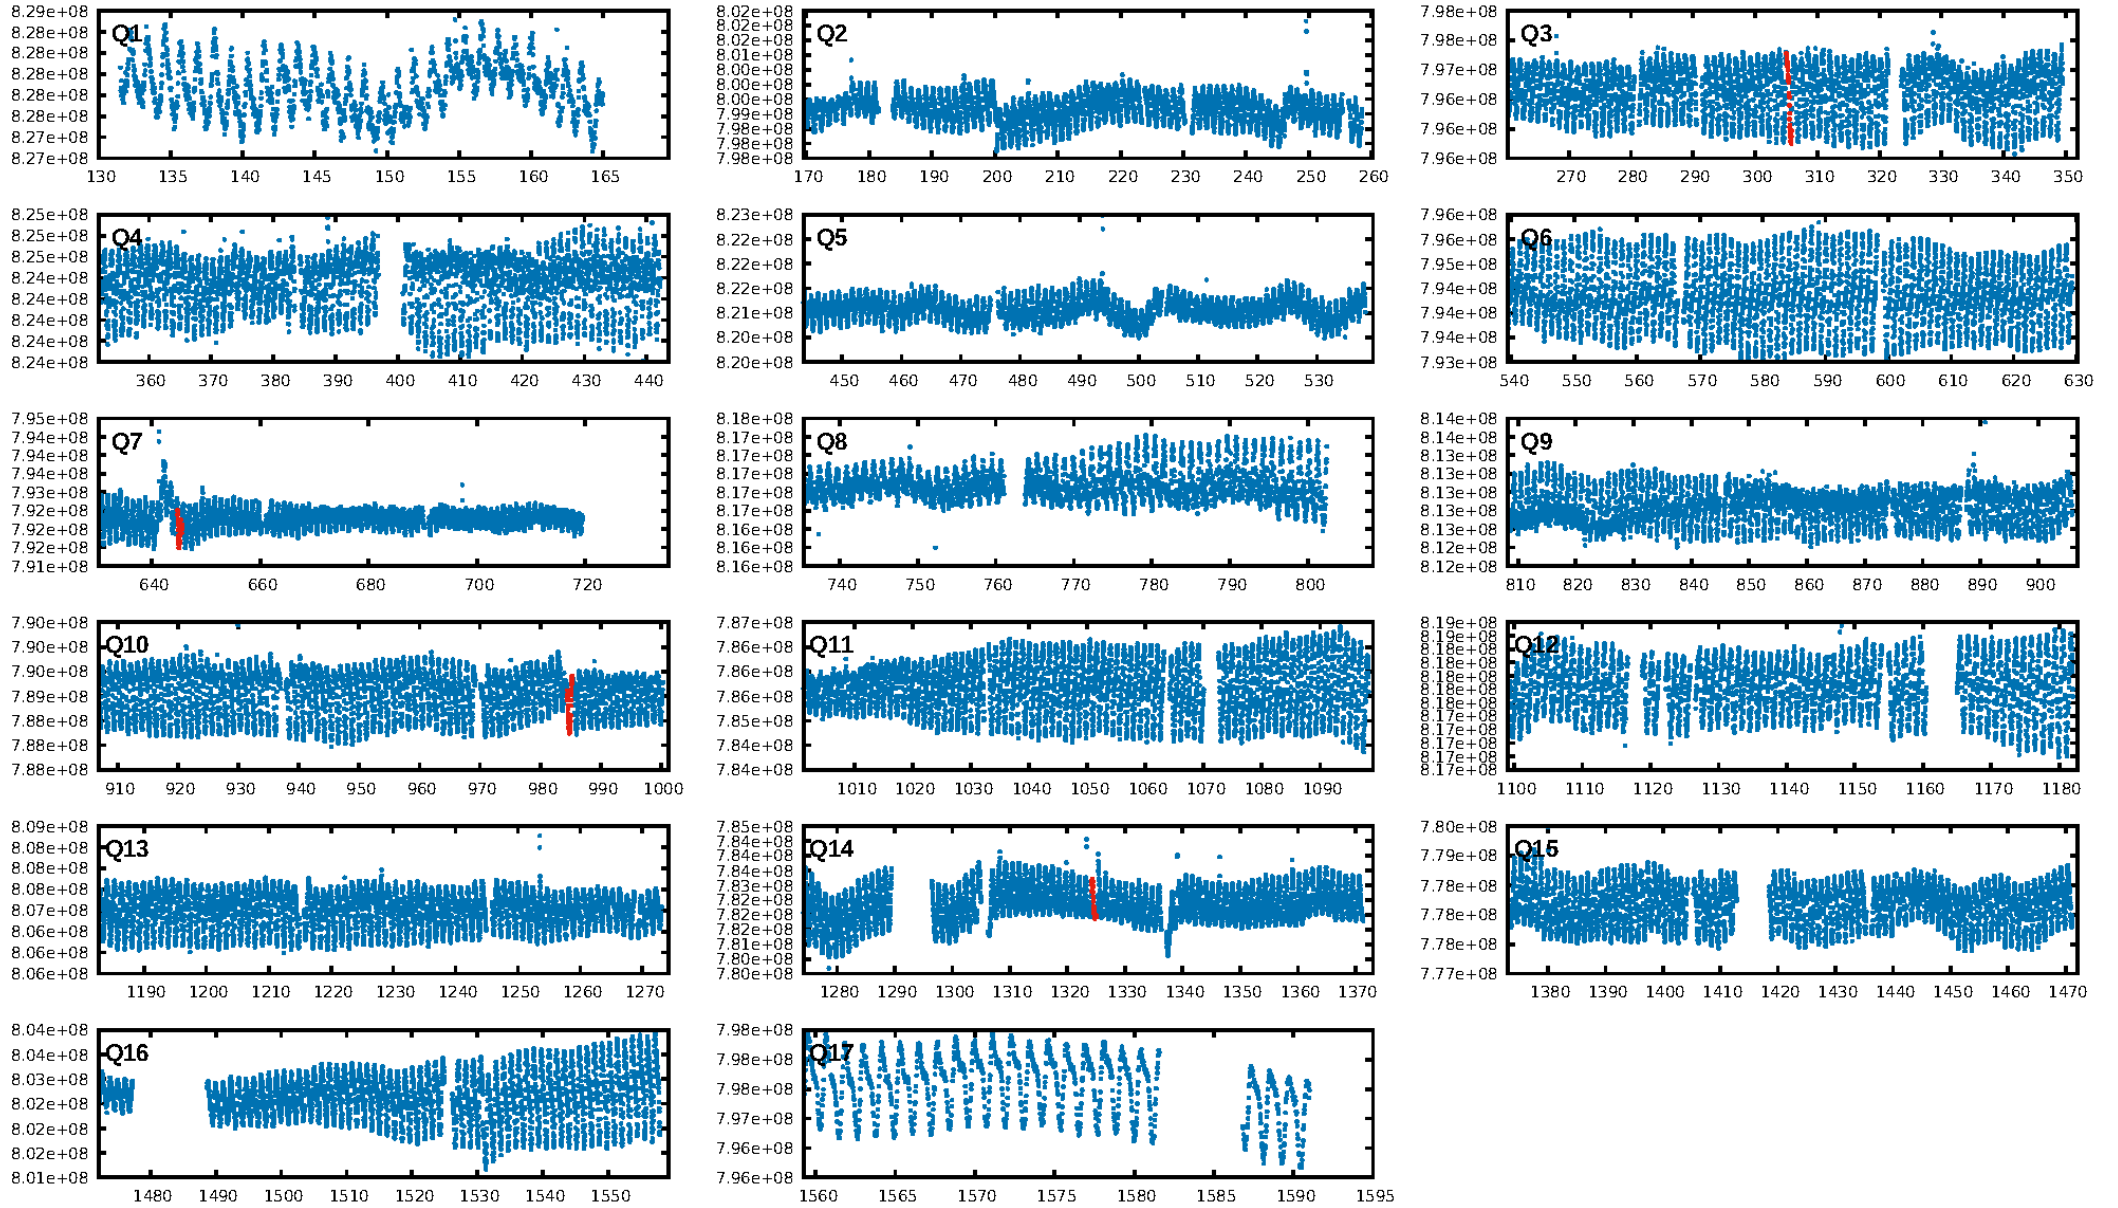 8.29e+08 8.28e+08 8.28e+08 8.28e+08 8.28e+08 8.28e+08 8.27e+08 8.27e+08
Q1
130 135 140 145 150 155 160 165
8.02e+08 8.02e+08 8.02e+08 8.01e+08 8.00e+08 8.00e+08 8.00e+08 7.99e+08 7.98e+08 7.98e+08 7.98e+08
Q2
170 180 190 200 210 220 230 240 250 260
7.98e+08 7.98e+08 7.97e+08 7.96e+08 7.96e+08 7.96e+08
Q3
270 280 290 300 310 320 330 340 350
8.25e+08 8.25e+08 8.25e+08 8.24e+08 8.24e+08 8.24e+08 8.24e+08 8.24e+08
Q4
360 370 380 390 400 410 420 430 440
8.23e+08 8.22e+08 8.22e+08 8.22e+08 8.21e+08 8.20e+08 8.20e+08
Q5
450 460 470 480 490 500 510 520 530
7.96e+08 7.96e+08 7.95e+08 7.94e+08 7.94e+08 7.94e+08 7.93e+08
Q6
540 550 560 570 580 590 600 610 620 630
7.95e+08 7.94e+08 7.94e+08 7.94e+08 7.93e+08 7.92e+08 7.92e+08 7.92e+08 7.91e+08
Q7
640 660 680 700 720
8.18e+08 8.17e+08 8.17e+08 8.17e+08 8.17e+08 8.16e+08 8.16e+08 8.16e+08
Q8
740 750 760 770 780 790 800
8.14e+08 8.14e+08 8.13e+08 8.13e+08 8.13e+08 8.13e+08 8.12e+08 8.12e+08
Q9
810 820 830 840 850 860 870 880 890 900
7.90e+08 7.90e+08 7.90e+08 7.89e+08 7.88e+08 7.88e+08 7.88e+08
Q10
910 920 930 940 950 960 970 980 990 1000
7.87e+08 7.86e+08 7.86e+08 7.86e+08 7.85e+08 7.84e+08 7.84e+08
Q11
1010 1020 1030 1040 1050 1060 1070 1080 1090
8.19e+08 8.19e+08 8.18e+08 8.18e+08 8.18e+08 8.18e+08 8.18e+08 8.17e+08 8.17e+08 8.17e+08 8.17e+08 8.17e+08
Q12
1100 1110 1120 1130 1140 1150 1160 1170 1180
8.09e+08 8.08e+08 8.08e+08 8.08e+08 8.07e+08 8.06e+08 8.06e+08 8.06e+08
Q13
1190 1200 1210 1220 1230 1240 1250 1260 1270
7.85e+08 7.84e+08 7.84e+08 7.84e+08 7.83e+08 7.82e+08 7.82e+08 7.82e+08 7.81e+08 7.80e+08 7.80e+08
Q14
1280 1290 1300 1310 1320 1330 1340 1350 1360 1370
7.80e+08 7.79e+08 7.78e+08 7.78e+08 7.78e+08 7.77e+08
Q15
1380 1390 1400 1410 1420 1430 1440 1450 1460 1470
8.04e+08 8.04e+08 8.03e+08 8.02e+08 8.02e+08 8.02e+08 8.01e+08
Q16
1480 1490 1500 1510 1520 1530 1540 1550
7.98e+08 7.98e+08 7.98e+08 7.97e+08 7.96e+08 7.96e+08
Q17
1560 1565 1570 1575 1580 1585 1590 1595